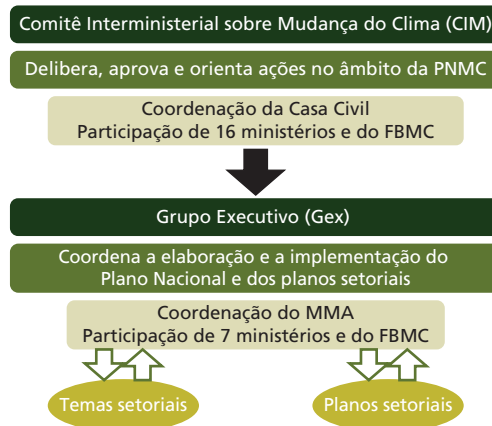 Comitê Interministerial sobre Mudança do Clima (CIM)
Delibera, aprova e orienta ações no âmbito da PNMC
Coordenação da Casa Civil
Participação de 16 ministérios e do FBMC
Grupo Executivo (Gex)
Coordena a elaboração e a implementação do
Plano Nacional e dos planos setoriais
Coordenação do MMA
Participação de 7 ministérios e do FBMC
Temas setoriais
Planos setoriais